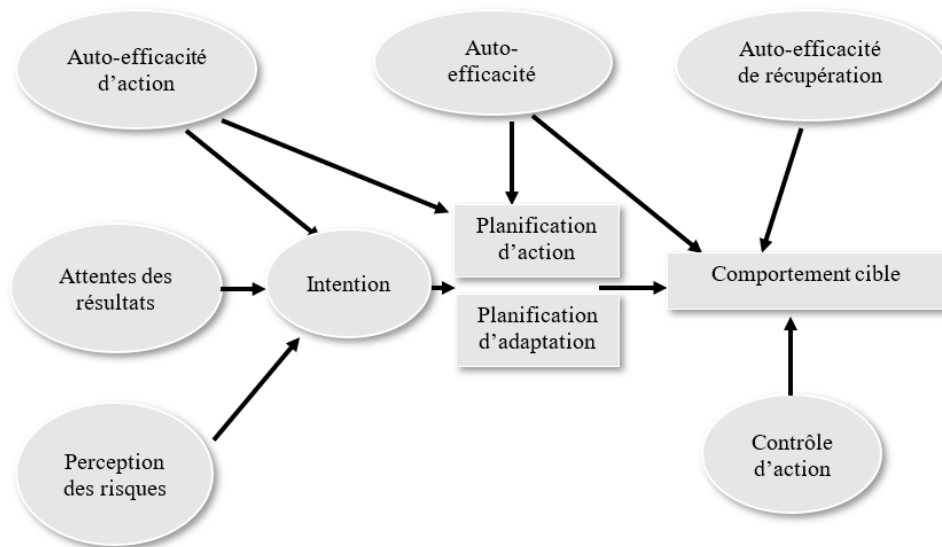 Auto-efficacité
d’action
Auto-
efficacité
Auto-efficacité
de récupération
Planification
d’action
Attentes des
résultats
Intention
Comportement cible
Planification
d’adaptation
Perception
des risques
Contrôle
d’action